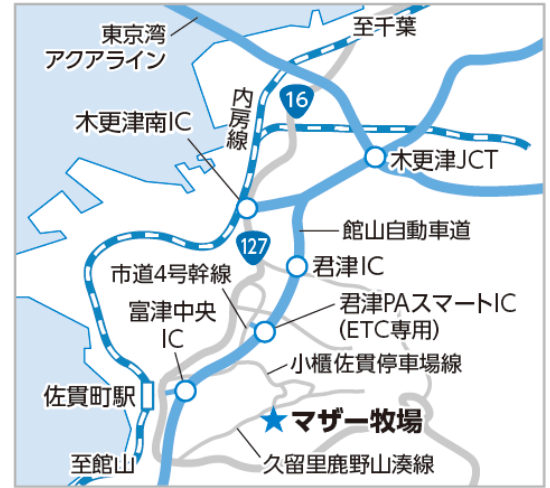 東京湾
アクアライン
至千葉
内房線
16
木更津南IC
木更津JCT
127
館山自動車道
市道4号幹線
君津IC
富津中央
IC
君津PAスマートIC
(ETC専用)
小櫃佐貫停車場線
佐貫町駅
マザー牧場
至館山
久留里鹿野山湊線